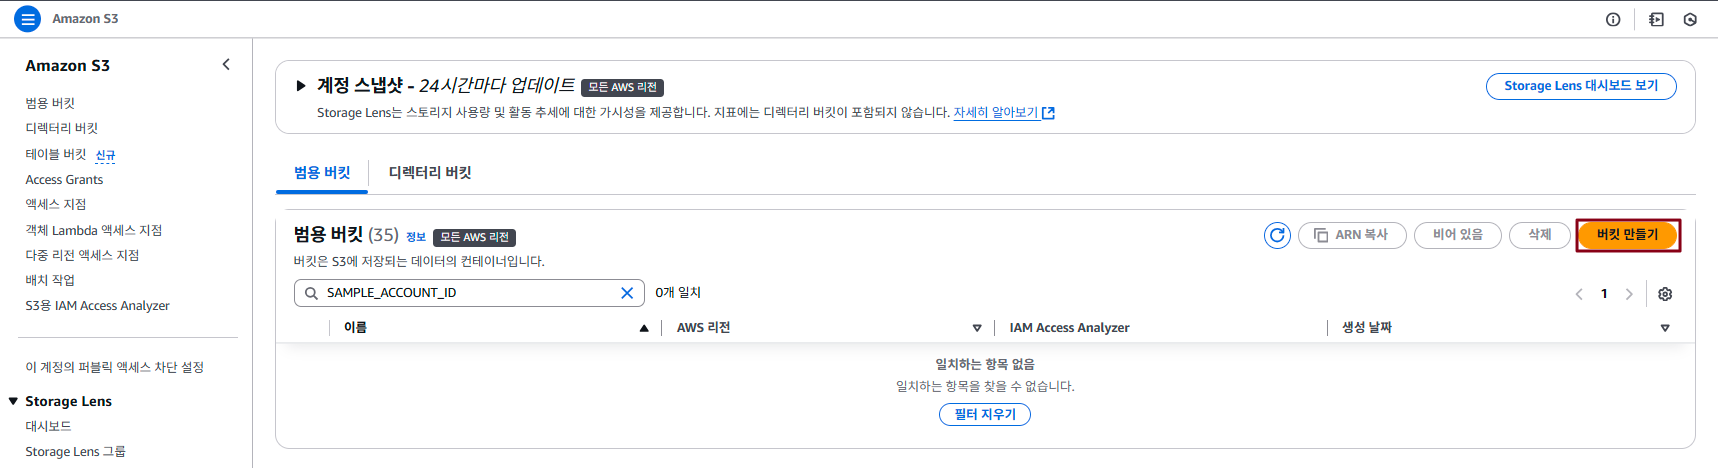 Amazon S3
Amazon S3
범용 버킷
디렉터리 버킷
테이블 버킷 신규
Access Grants
액세스 지점
객체 Lambda 액세스 지점
다중 리전 액세스 지점
배치 작업
S3용 IAM Access Analyzer
이 계정의 퍼블릭 액세스 차단 설정
Storage Lens
대시보드
Storage Lens 그룹
계정 스냅샷 - 24시간마다 업데이트 모든 AWS 리전
Storage Lens 대시보드 보기
Storage Lens는 스토리지 사용량 및 활동 추세에 대한 가시성을 제공합니다. 지표에는 디렉터리 버킷이 포함되지 않습니다. 자세히 알아보기
범용 버킷 디렉터리 버킷
범용 버킷 (35) 정보 모든 AWS 리전
ARN 복사 비어 있음 삭제 버킷 만들기
버킷은 S3에 저장되는 데이터의 컨테이너입니다.
SAMPLE_ACCOUNT_ID 0개 일치
1
이름 AWS 리전 IAM Access Analyzer 생성 날짜
일치하는 항목 없음
일치하는 항목을 찾을 수 없습니다.
필터 지우기